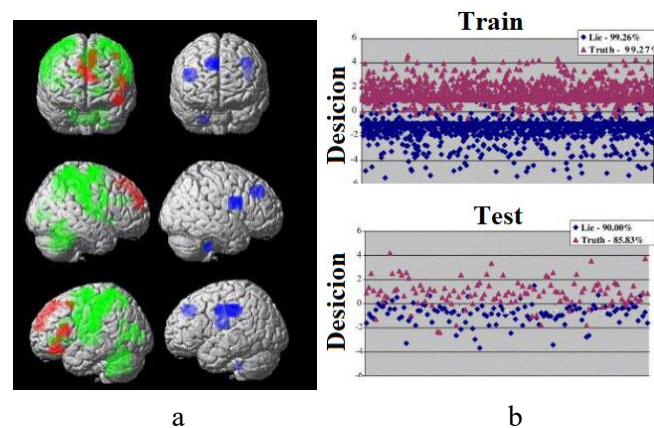 Train
Lie - 99.26%
Truth - 99.27%
Desicion
6
4
2
0
-2
-4
-6
Test
Lie - 90.00%
Truth - 85.83%
Desicion
6
4
2
0
-2
-4
-6
a
b